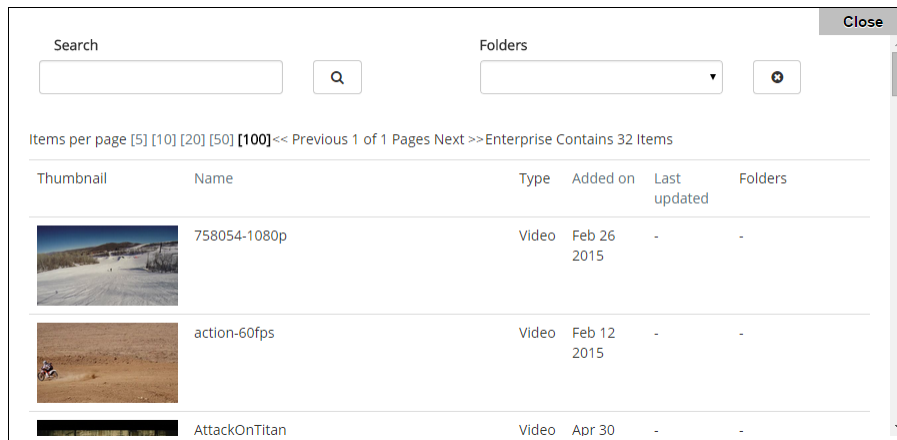 Close
Search Folders
Items per page [5] [10] [20] [50] [100]<< Previous 1 of 1 Pages Next >>Enterprise Contains 32 Items
Thumbnail Name Type Added on Last updated Folders
758054-1080p Video Feb 26 2015 - -
action-60fps Video Feb 12 2015 - -
AttackOnTitan Video Apr 30